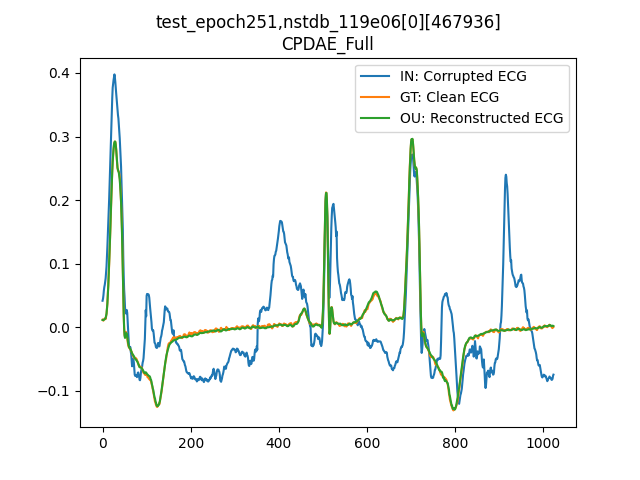 test_epoch251,nstdb_119e06[0][467936]
CPDAE_Full
IN: Corrupted ECG
GT: Clean ECG
OU: Reconstructed ECG
0.4
0.3
0.2
0.1
0.0
−0.1
0
200
400
600
800
1000